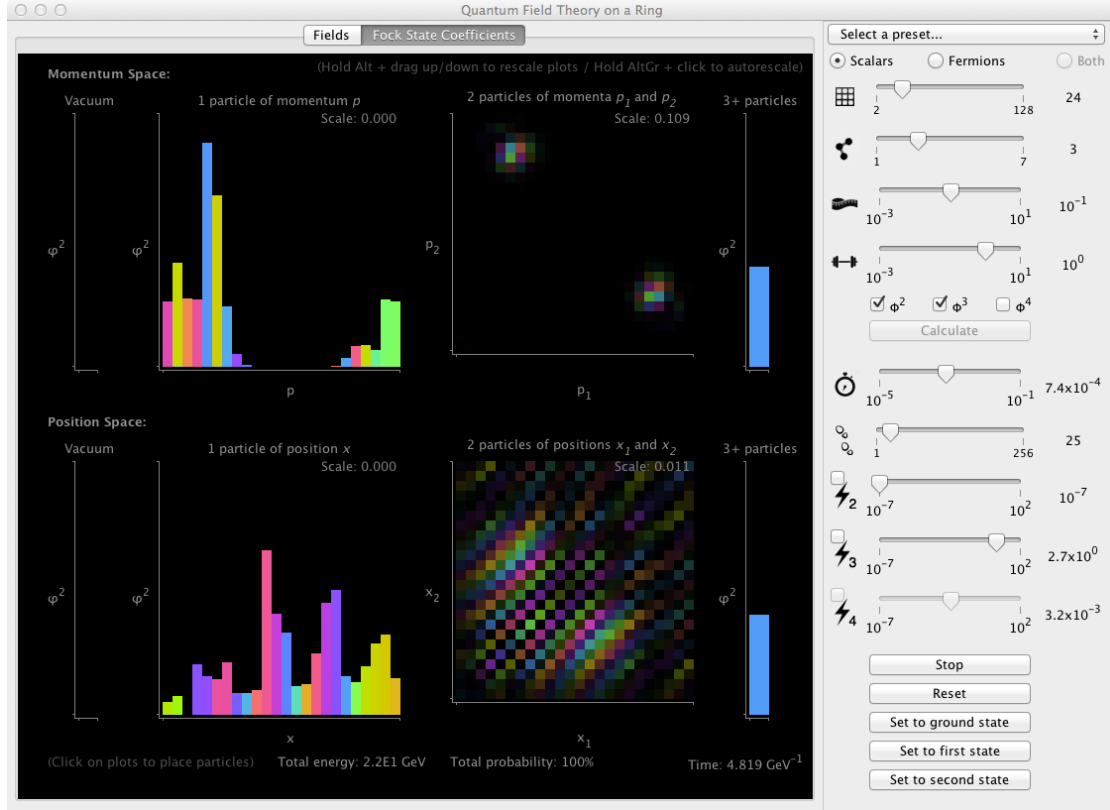 Quantum Field Theory on a Ring
Fields Fock State Coefficients
(Hold Alt + drag up/down to rescale plots / Hold AltGr + click to autorescale)
Momentum Space:
Vacuum
1 particle of momentum p
2 particles of momenta p₁ and p₂
3+ particles
Scale: 0.000
Scale: 0.109
φ²
φ²
p₂
φ²
p
p₁
Position Space:
Vacuum
1 particle of position x
2 particles of positions x₁ and x₂
3+ particles
Scale: 0.000
Scale: 0.011
φ²
φ²
x₂
φ²
x
x₁
(Click on plots to place particles)
Total energy: 2.2E1 GeV
Total probability: 100%
Time: 4.819 GeV⁻¹
Select a preset...
Scalars Fermions Both
2 128 24
1 7 3
10⁻³ 10¹ 10⁻¹
10⁻³ 10¹ 10⁰
Φ² Φ³ Φ⁴
Calculate
10⁻⁵ 10⁻¹ 7.4x10⁻⁴
1 256 25
2 10⁻⁷ 10² 10⁻⁷
3 10⁻⁷ 10² 2.7x10⁰
4 10⁻⁷ 10² 3.2x10⁻³
Stop
Reset
Set to ground state
Set to first state
Set to second state